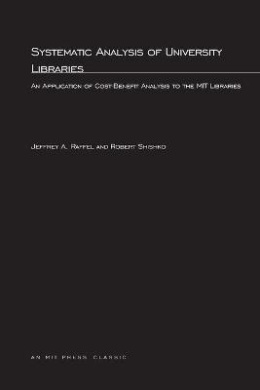 Systematic Analysis of University
Libraries
An Application of Cost-Benefit Analysis to the MIT Libraries
Jeffrey A. Raffel and Robert Shishko
AN MIT PRESS CLASSIC